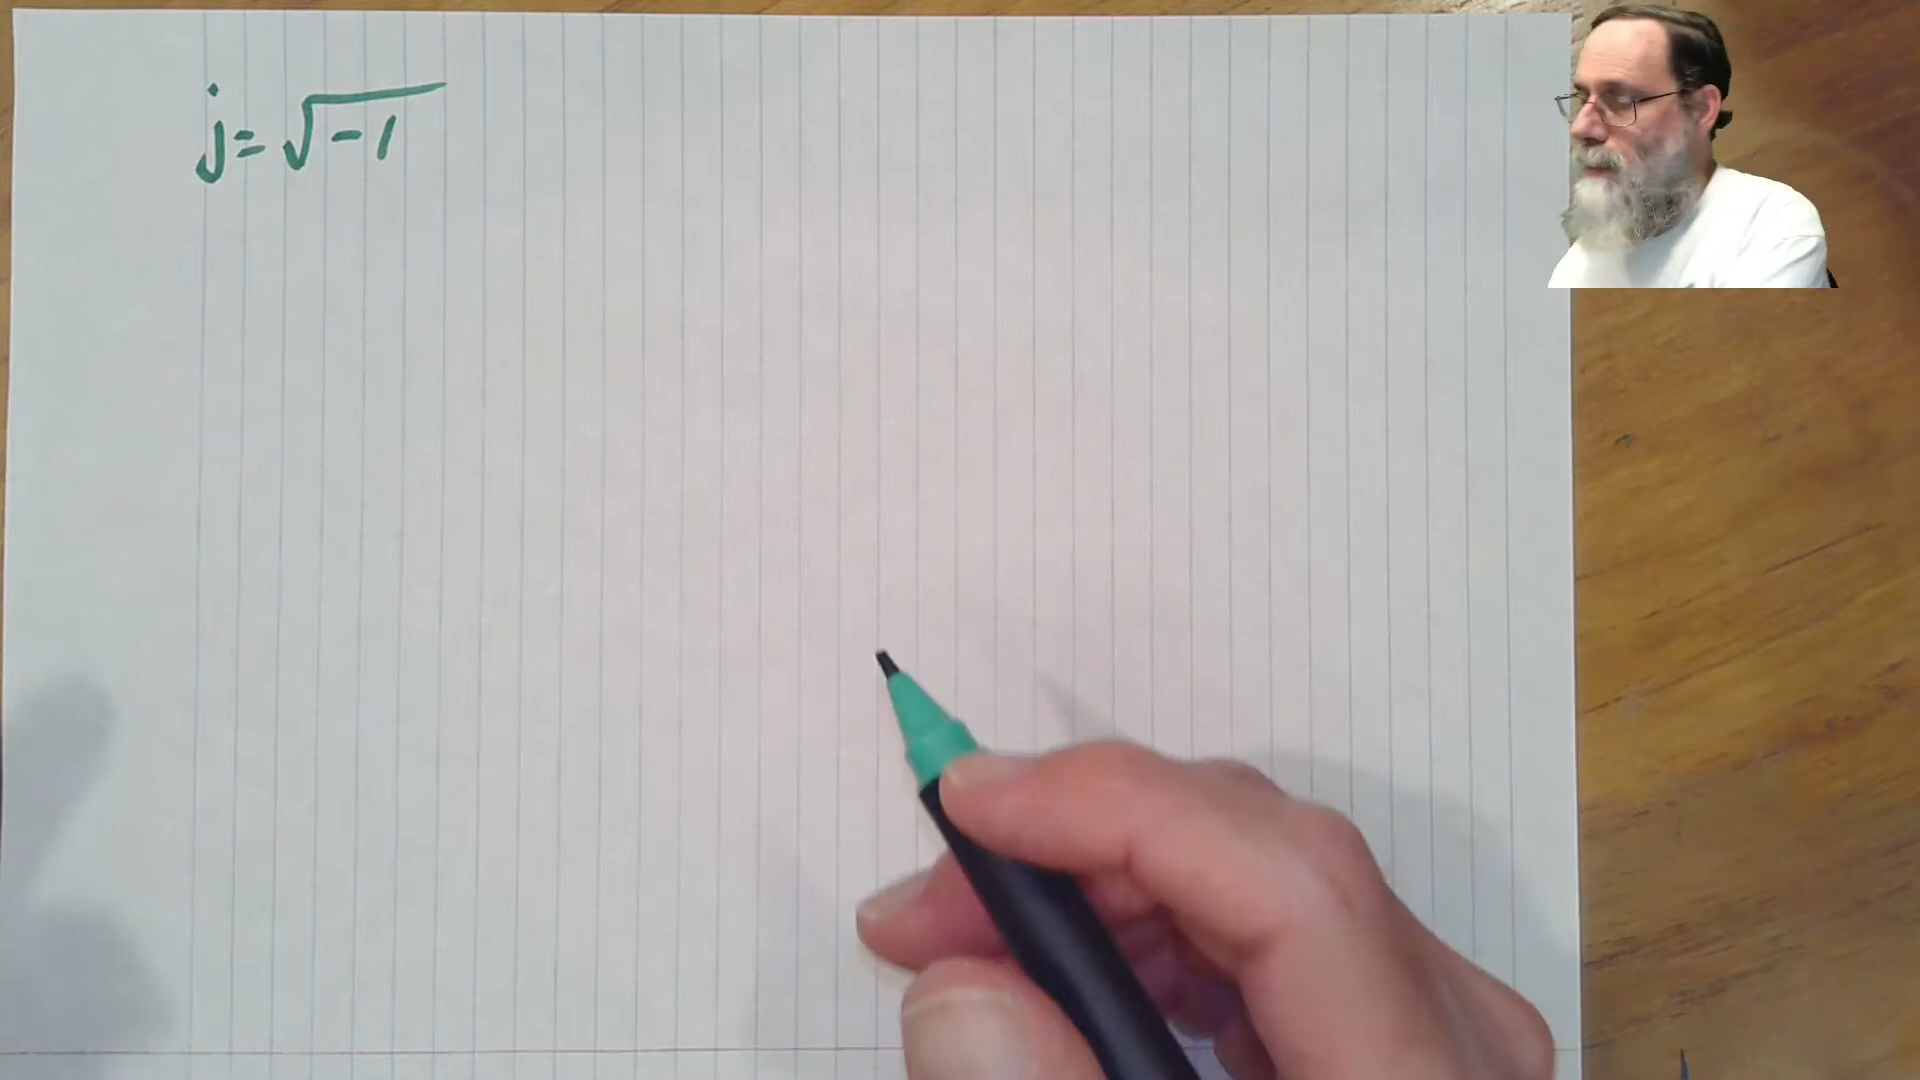 j = √-1